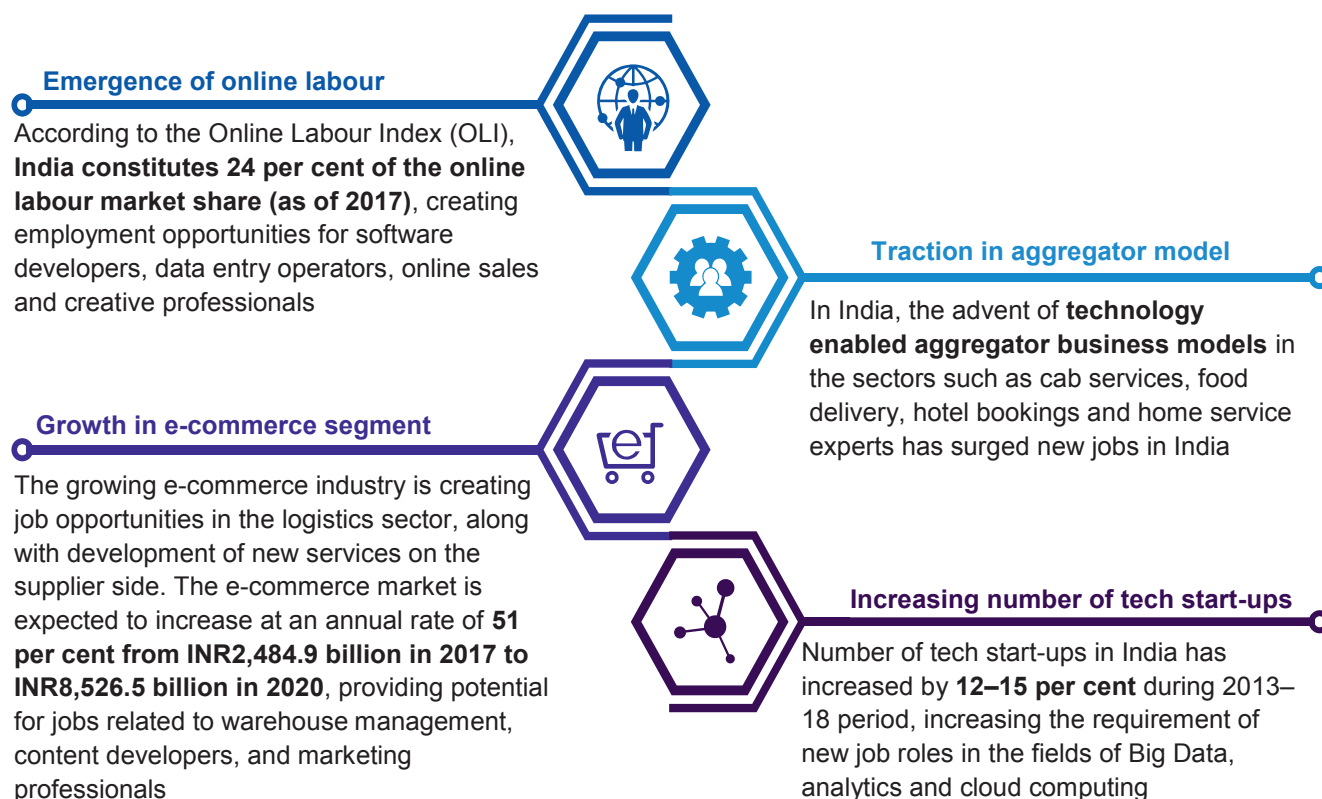 Emergence of online labour
According to the Online Labour Index (OLI),
India constitutes 24 per cent of the online
labour market share (as of 2017), creating
employment opportunities for software
developers, data entry operators, online sales
and creative professionals
Traction in aggregator model
In India, the advent of technology
enabled aggregator business models in
the sectors such as cab services, food
delivery, hotel bookings and home service
experts has surged new jobs in India
Growth in e-commerce segment
The growing e-commerce industry is creating
job opportunities in the logistics sector, along
with development of new services on the
supplier side. The e-commerce market is
expected to increase at an annual rate of 51
per cent from INR2,484.9 billion in 2017 to
INR8,526.5 billion in 2020, providing potential
for jobs related to warehouse management,
content developers, and marketing
professionals
e
Increasing number of tech start-ups
Number of tech start-ups in India has
increased by 12–15 per cent during 2013–
18 period, increasing the requirement of
new job roles in the fields of Big Data,
analytics and cloud computing